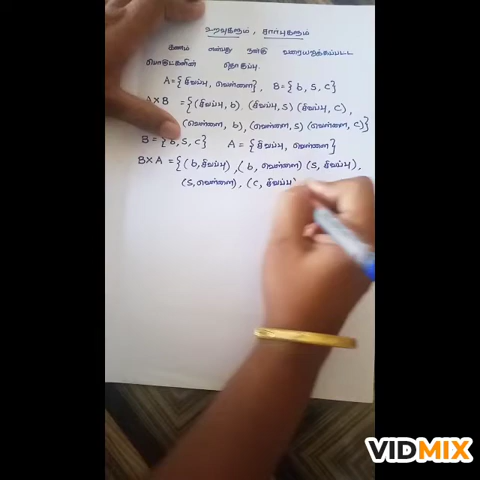 உறவுகளும், சார்புகளும்
கணம் என்பது நன்கு வரையறுக்கப்பட்ட
பொருட்களின் தொகுப்பு.
A = {சிவப்பு, வெள்ளை}, B = {b, S, C}
A X B = {(சிவப்பு, b) (சிவப்பு, S) (சிவப்பு, C),
(வெள்ளை, b), (வெள்ளை, S) (வெள்ளை, C)}
B = {b, S, C} A = {சிவப்பு, வெள்ளை}
B X A = {(b, சிவப்பு), (b, வெள்ளை) (S, சிவப்பு),
(S, வெள்ளை), (C, சிவப்பு)
VIDMIX